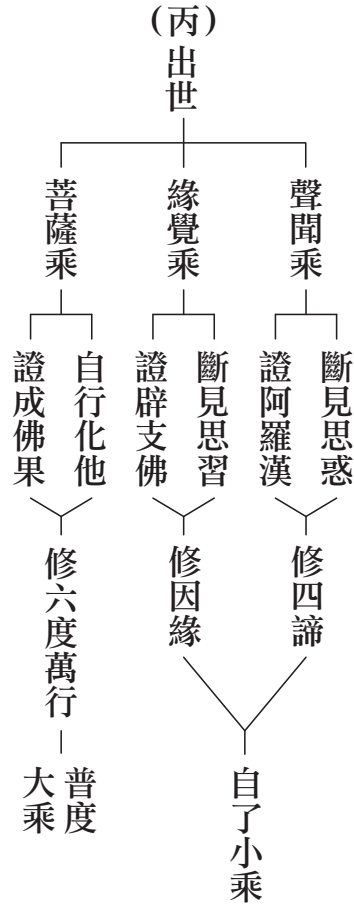 (丙)出世
聲聞乘
緣覺乘
菩薩乘
斷見思惑
證阿羅漢
斷見思習
證辟支佛
自行化他
證成佛果
修四諦
修因緣
修六度萬行
自了小乘
普度
大乘